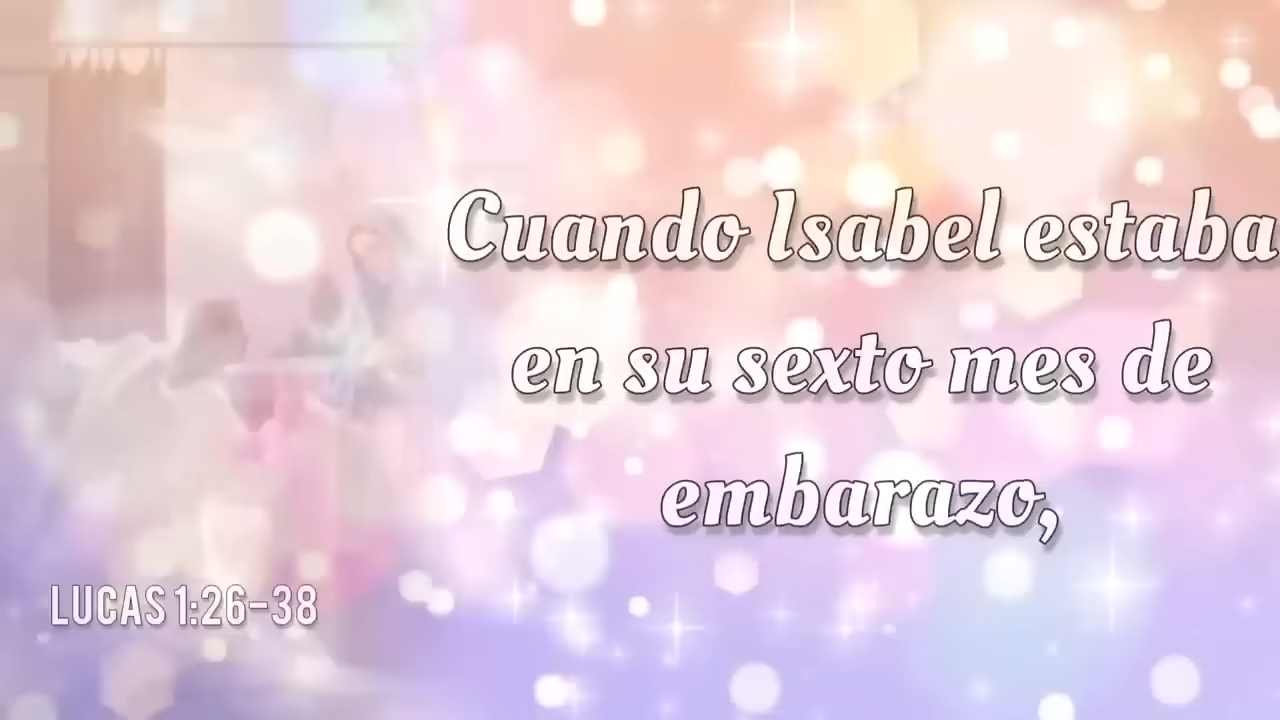 Cuando Isabel estaba
en su sexto mes de
embarazo,
LUCAS 1:26-38